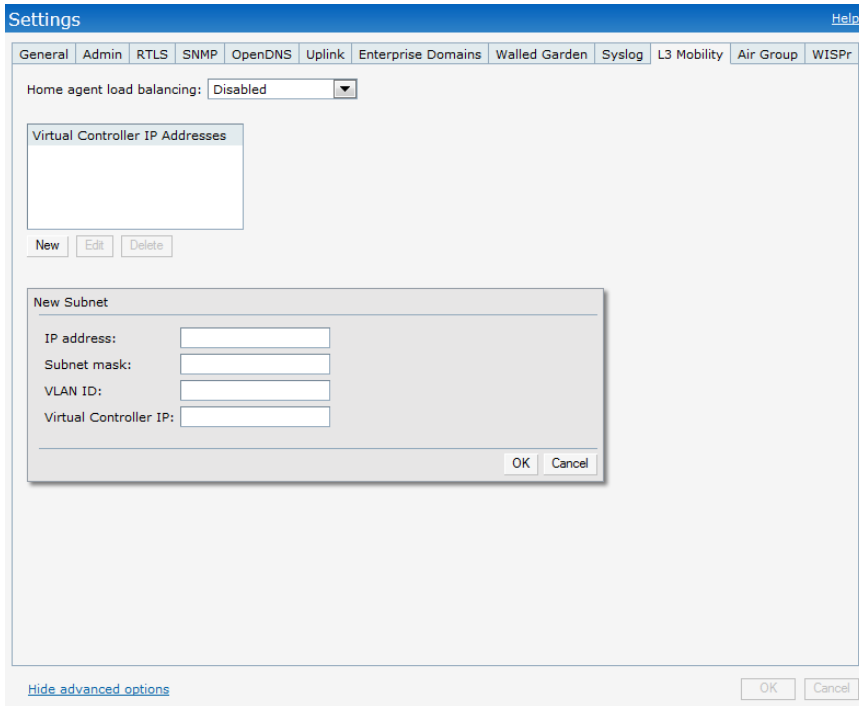 Settings Help
General Admin RTLS SNMP OpenDNS Uplink Enterprise Domains Walled Garden Syslog L3 Mobility Air Group WISPr
Home agent load balancing: Disabled
Virtual Controller IP Addresses
New Edit Delete
New Subnet
IP address:
Subnet mask:
VLAN ID:
Virtual Controller IP:
OK Cancel
Hide advanced options OK Cancel